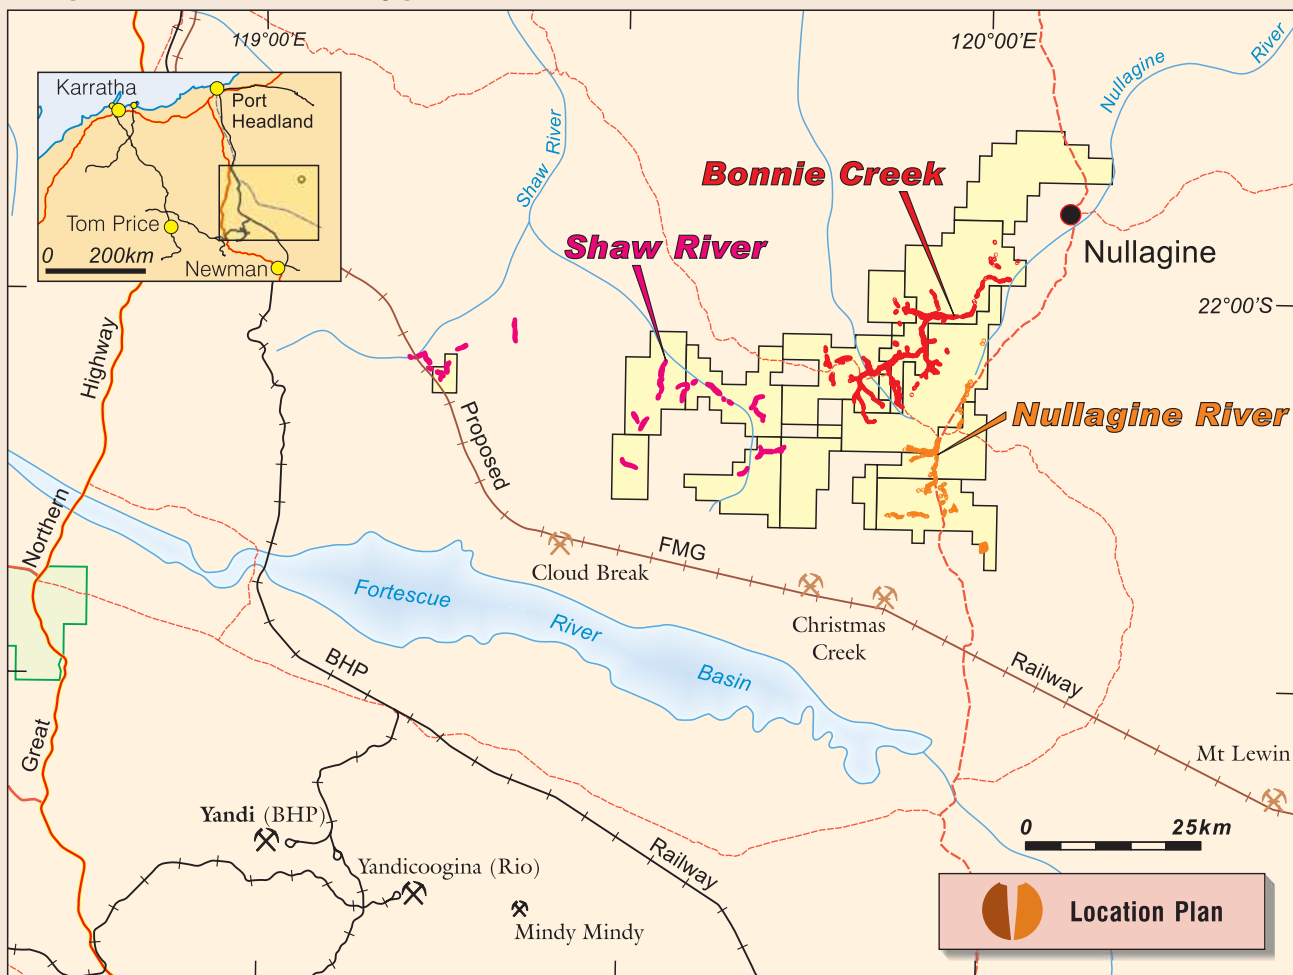 119°00'E
120°00'E
Nullagine
River
Karratha
Port
Headland
Shaw River
Bonnie Creek
Tom Price
Shaw River
Nullagine
0 200km
Newman
22°00'S
Highway
Proposed
Nullagine River
Northern
FMG
Cloud Break
Fortescue
River
Basin
Christmas
Creek
BHP
Railway
Great
Mt Lewin
Yandi (BHP)
0 25km
Railway
Yandicoogina (Rio)
Mindy Mindy
Location Plan